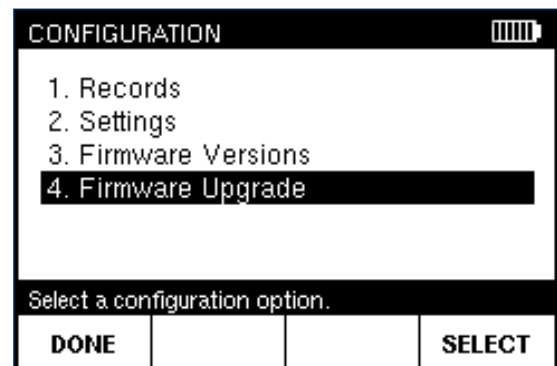 CONFIGURATION
1. Records
2. Settings
3. Firmware Versions
4. Firmware Upgrade
Select a configuration option.
DONE SELECT